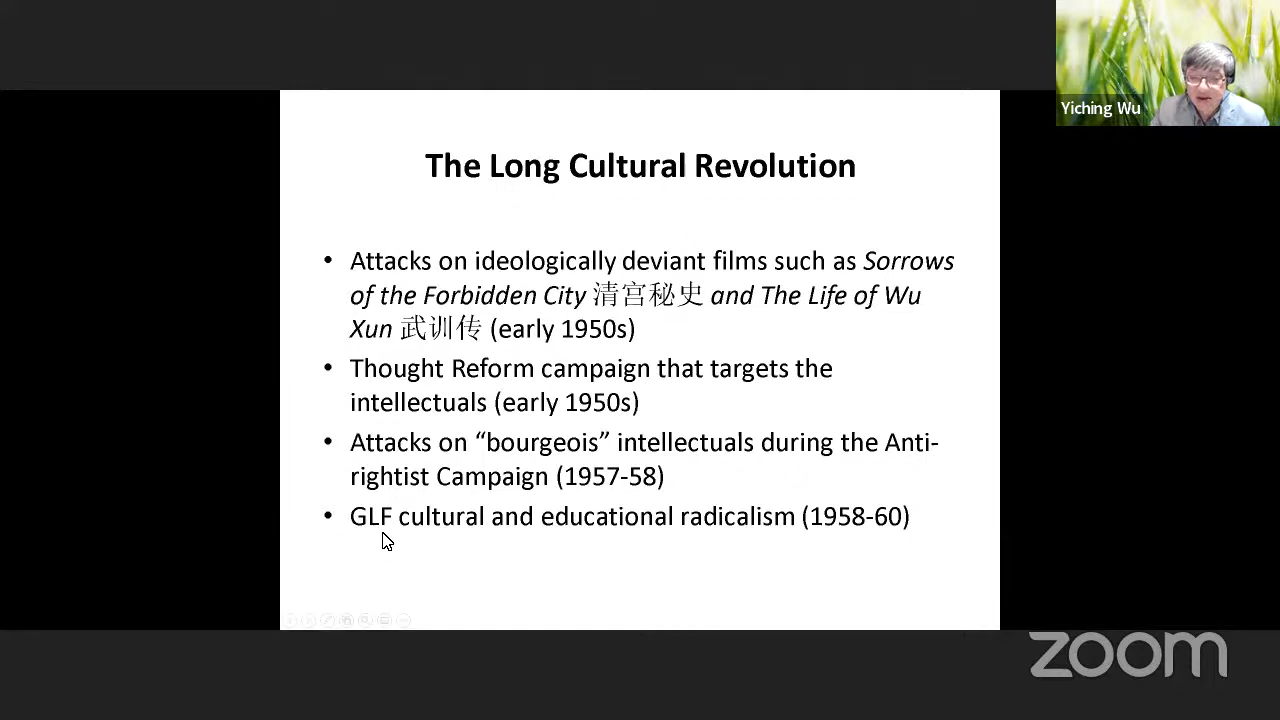 Yiching Wu
The Long Cultural Revolution
• Attacks on ideologically deviant films such as Sorrows
of the Forbidden City 清宫秘史 and The Life of Wu
Xun 武训传 (early 1950s)
• Thought Reform campaign that targets the
intellectuals (early 1950s)
• Attacks on “bourgeois” intellectuals during the Anti-
rightist Campaign (1957-58)
• GLF cultural and educational radicalism (1958-60)
zoom